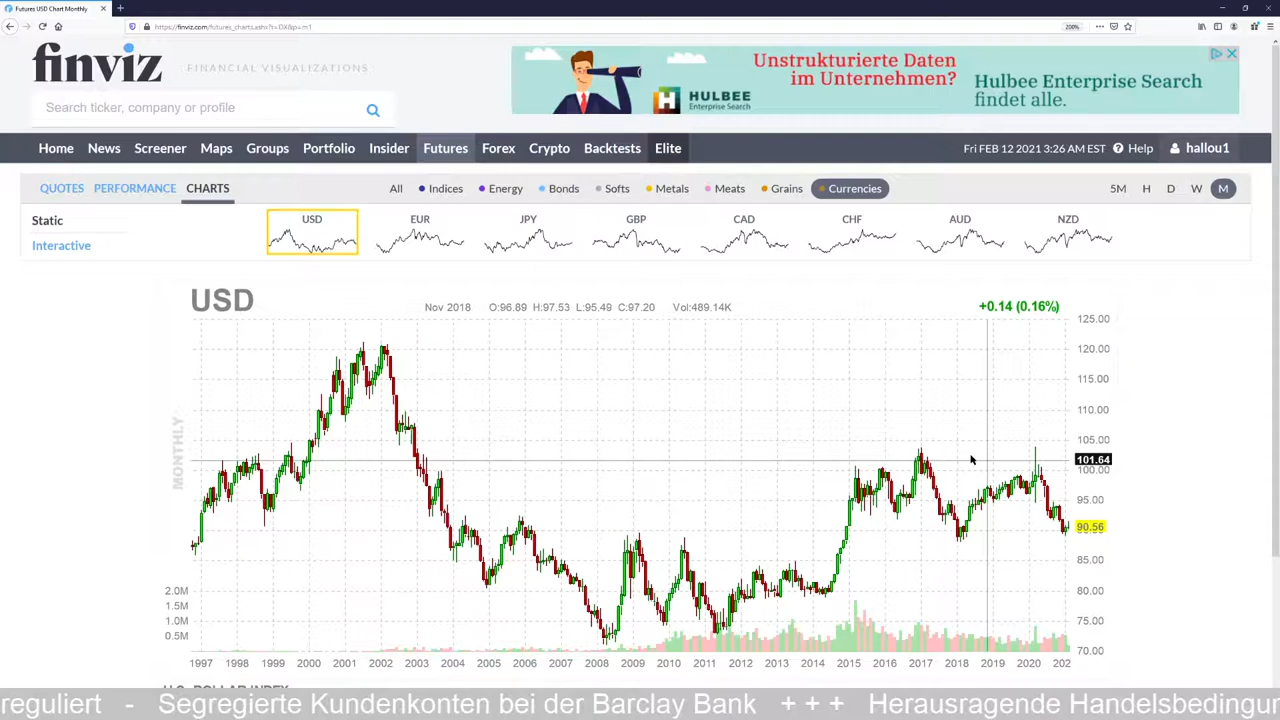 Futures USD Chart Monthly
https://finviz.com/futures_charts.ashx?t=DX&p=m1
200%
finviz
FINANCIAL VISUALIZATIONS
Search ticker, company or profile
Unstrukturierte Daten
im Unternehmen?
HULBEE
Enterprise Search
Hulbee Enterprise Search
findet alle.
Home News Screener Maps Groups Portfolio Insider Futures Forex Crypto Backtests Elite
Fri FEB 12 2021 3:26 AM EST Help hallou1
QUOTES PERFORMANCE CHARTS
All Indices Energy Bonds Softs Metals Meats Grains Currencies
5M H D W M
Static
Interactive
USD EUR JPY GBP CAD CHF AUD NZD
USD
Nov 2018 O:96.89 H:97.53 L:95.49 C:97.20 Vol:489.14K
+0.14 (0.16%)
MONTHLY
125.00
120.00
115.00
110.00
105.00
101.64
100.00
95.00
90.56
85.00
80.00
75.00
70.00
2.0M
1.5M
0.5M
1997 1998 1999 2000 2001 2002 2003 2004 2005 2006 2007 2008 2009 2010 2011 2012 2013 2014 2015 2016 2017 2018 2019 2020 202
U.S. DOLLAR INDEX
reguliert - Segregierte Kundenkonten bei der Barclay Bank +++ Herausragende Handelsbedingun